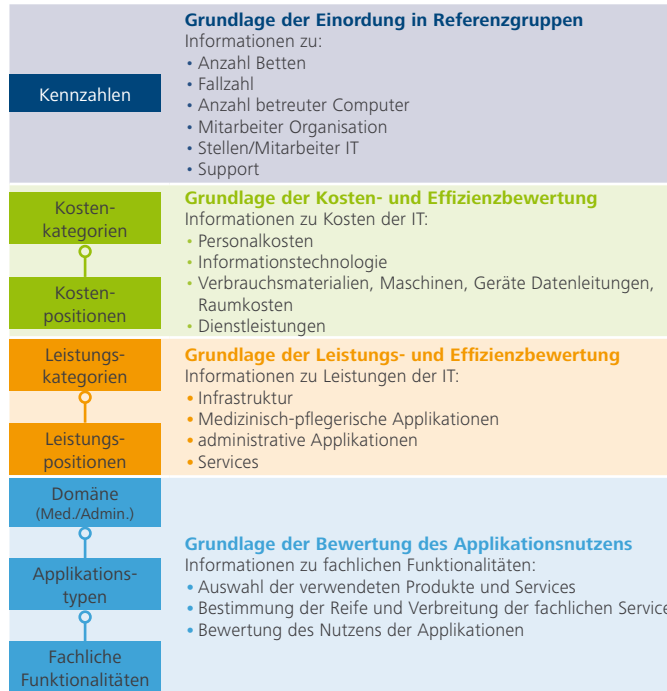 Kennzahlen
Grundlage der Einordung in Referenzgruppen
Informationen zu:
• Anzahl Betten
• Fallzahl
• Anzahl betreuter Computer
• Mitarbeiter Organisation
• Stellen/Mitarbeiter IT
• Support
Kosten-
kategorien
Kosten-
positionen
Grundlage der Kosten- und Effizienzbewertung
Informationen zu Kosten der IT:
• Personalkosten
• Informationstechnologie
• Verbrauchsmaterialien, Maschinen, Geräte Datenleitungen,
Raumkosten
• Dienstleistungen
Leistungs-
kategorien
Leistungs-
positionen
Grundlage der Leistungs- und Effizienzbewertung
Informationen zu Leistungen der IT:
• Infrastruktur
• Medizinisch-pflegerische Applikationen
• administrative Applikationen
• Services
Domäne
(Med./Admin.)
Applikations-
typen
Fachliche
Funktionalitäten
Grundlage der Bewertung des Applikationsnutzens
Informationen zu fachlichen Funktionalitäten:
• Auswahl der verwendeten Produkte und Services
• Bestimmung der Reife und Verbreitung der fachlichen Service
• Bewertung des Nutzens der Applikationen